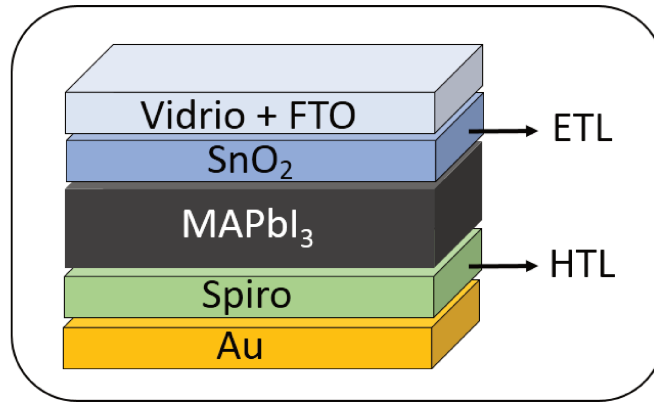 Vidrio + FTO
ETL
SnO₂
MAPbI₃
HTL
Spiro
Au